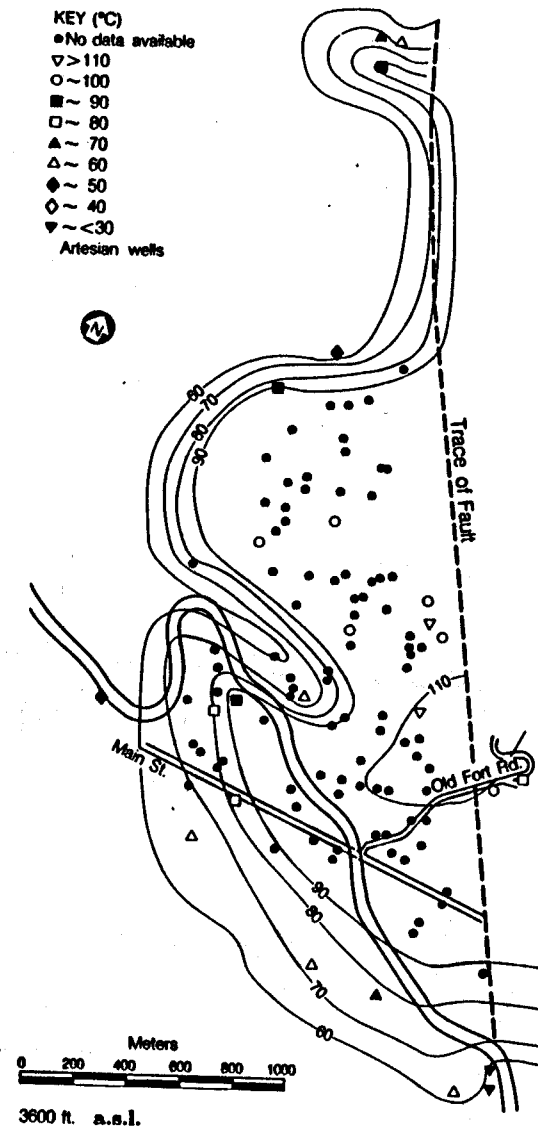 KEY (°C)
● No data available
▽ >110
○ ~100
■ ~ 90
□ ~ 80
▲ ~ 70
△ ~ 60
◆ ~ 50
◇ ~ 40
▼ ~<30
Artesian wells
N
60
70
80
90
Trace of Fault
110
Main St.
Old Fort Rd.
90
80
70
60
Meters
0 200 400 600 800 1000
3600 ft. a.s.l.